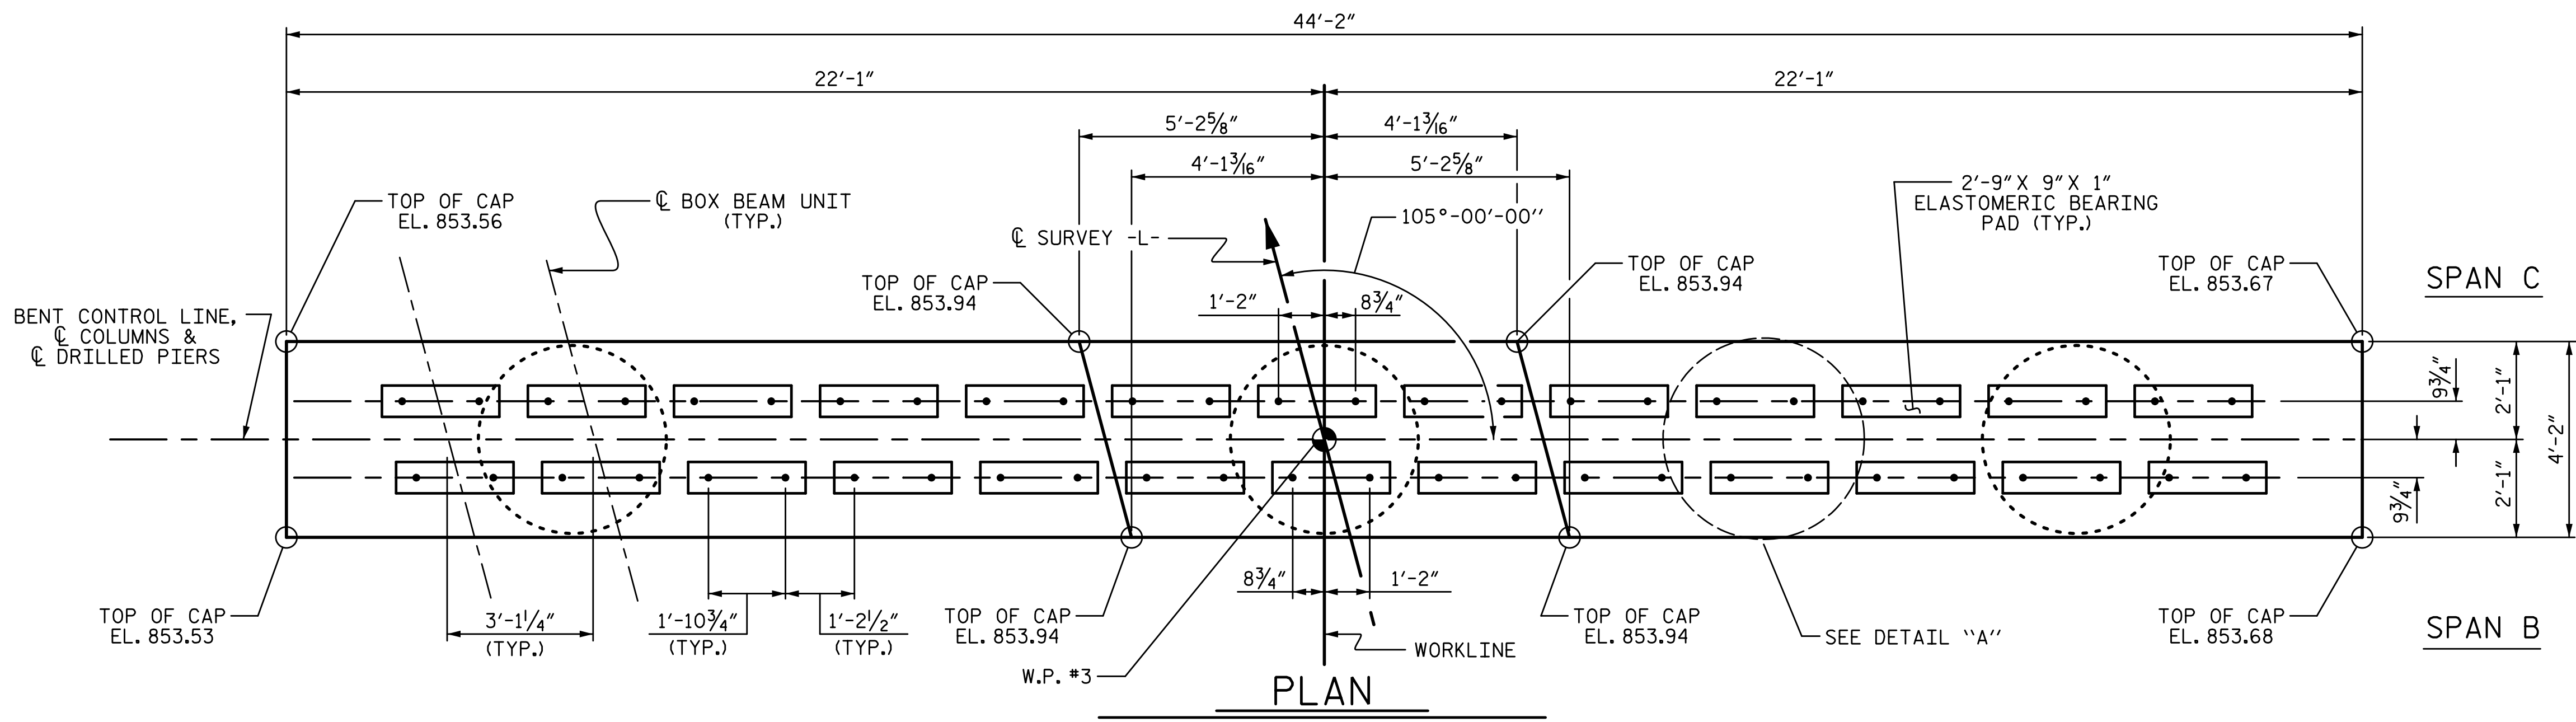 44'-2"
22'-1"
22'-1"
5'-2⅝"
4'-1 3/16"
4'-1 3/16"
5'-2⅝"
TOP OF CAP
EL. 853.56
℄ BOX BEAM UNIT
(TYP.)
℄ SURVEY -L-
105°-00'-00''
2'-9" X 9" X 1"
ELASTOMERIC BEARING
PAD (TYP.)
TOP OF CAP
EL. 853.94
TOP OF CAP
EL. 853.94
TOP OF CAP
EL. 853.67
SPAN C
1'-2"
8¾"
BENT CONTROL LINE,
℄ COLUMNS &
℄ DRILLED PIERS
9¾"
2'-1"
4'-2"
9¾"
2'-1"
8¾"
1'-2"
TOP OF CAP
EL. 853.53
3'-1¼"
(TYP.)
1'-10¾"
(TYP.)
1'-2½"
(TYP.)
TOP OF CAP
EL. 853.94
TOP OF CAP
EL. 853.94
SEE DETAIL ``A''
TOP OF CAP
EL. 853.68
SPAN B
WORKLINE
W.P. #3
PLAN